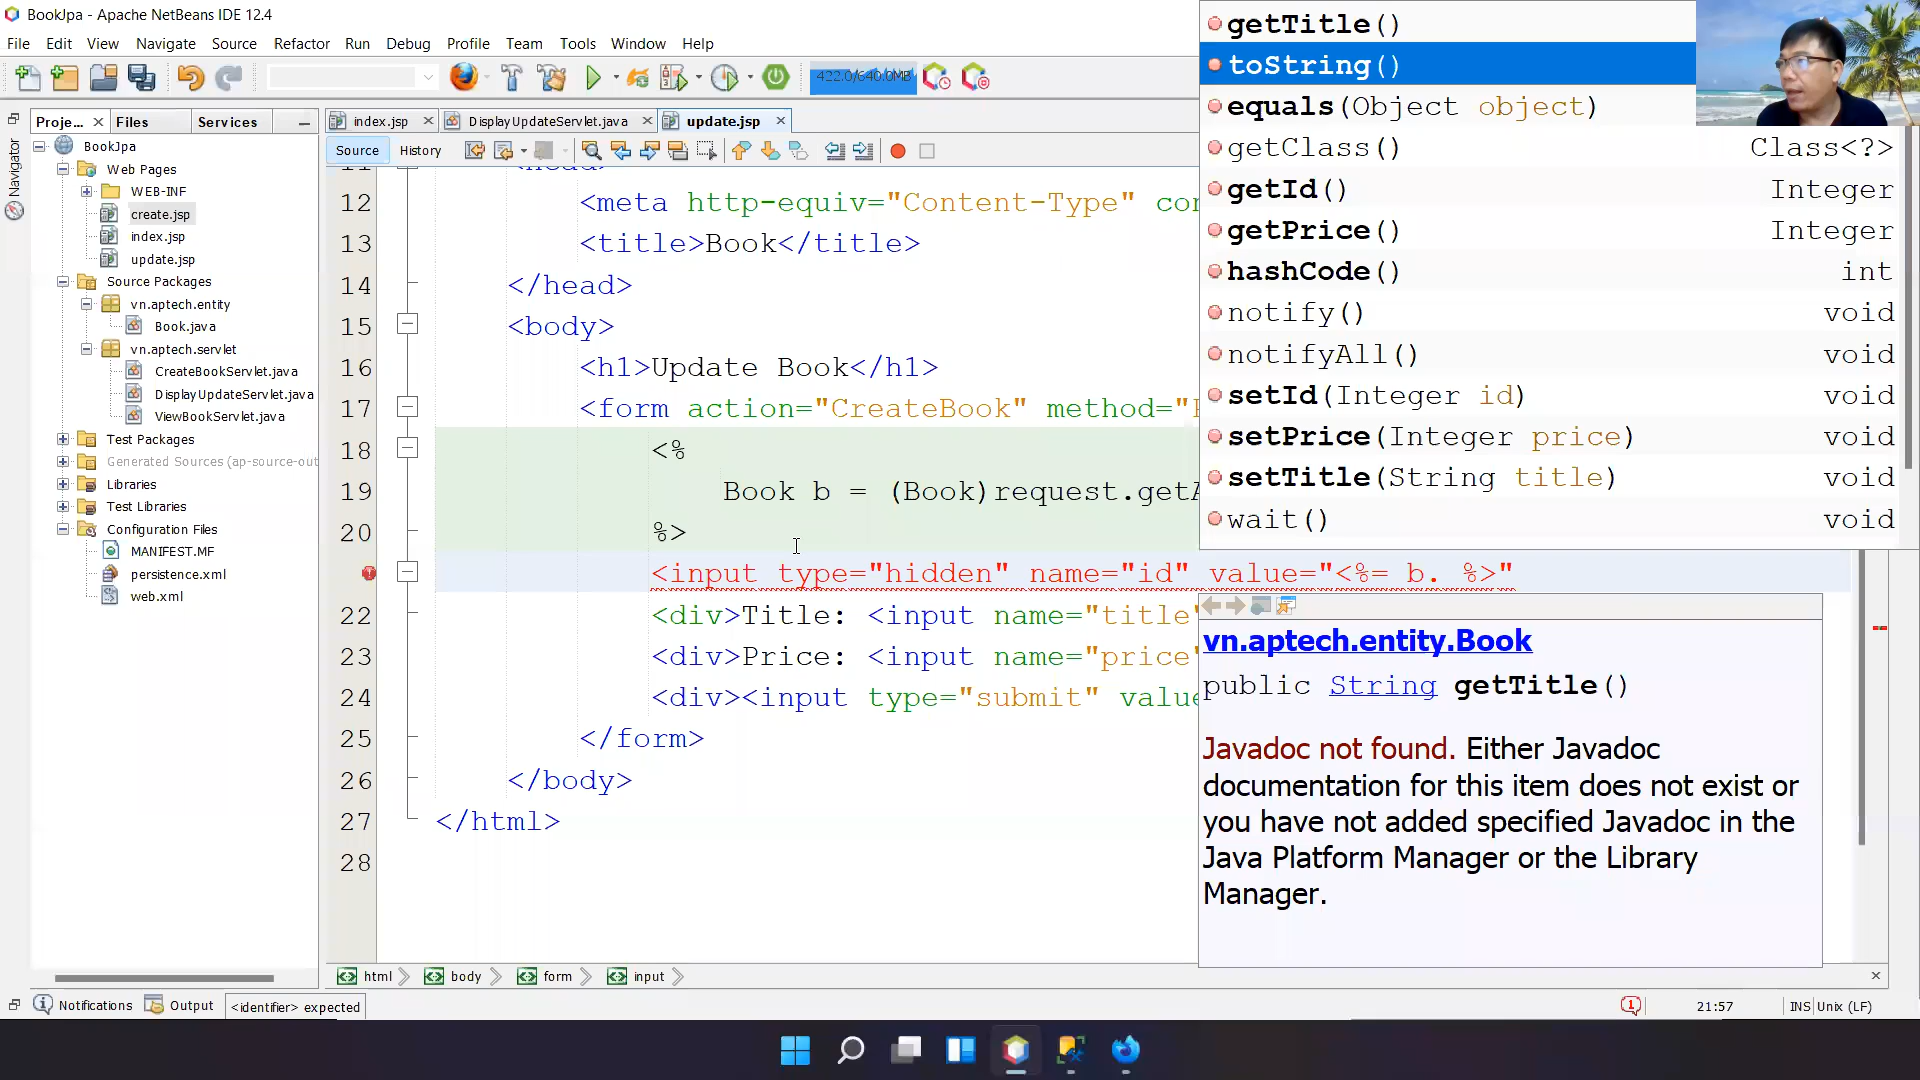 BookJpa - Apache NetBeans IDE 12.4
File Edit View Navigate Source Refactor Run Debug Profile Team Tools Window Help
422.0/640.0MB
Proje... Files Services
index.jsp DisplayUpdateServlet.java update.jsp
Source History
Navigator
BookJpa
Web Pages
WEB-INF
create.jsp
index.jsp
update.jsp
Source Packages
vn.aptech.entity
Book.java
vn.aptech.servlet
CreateBookServlet.java
DisplayUpdateServlet.java
ViewBookServlet.java
Test Packages
Generated Sources (ap-source-out
Libraries
Test Libraries
Configuration Files
MANIFEST.MF
persistence.xml
web.xml
12 <meta http-equiv="Content-Type" con
13 <title>Book</title>
14 </head>
15 <body>
16 <h1>Update Book</h1>
17 <form action="CreateBook" method="
18 <%
19 Book b = (Book)request.getA
20 %>
<input type="hidden" name="id" value="<%= b. %>"
22 <div>Title: <input name="title"
23 <div>Price: <input name="price"
24 <div><input type="submit" value
25 </form>
26 </body>
27 </html>
28
getTitle()
toString()
equals(Object object)
getClass() Class<?>
getId() Integer
getPrice() Integer
hashCode() int
notify() void
notifyAll() void
setId(Integer id) void
setPrice(Integer price) void
setTitle(String title) void
wait() void
vn.aptech.entity.Book
public String getTitle()
Javadoc not found. Either Javadoc
documentation for this item does not exist or
you have not added specified Javadoc in the
Java Platform Manager or the Library
Manager.
html body form input
Notifications Output <identifier> expected
1 21:57 INS Unix (LF)